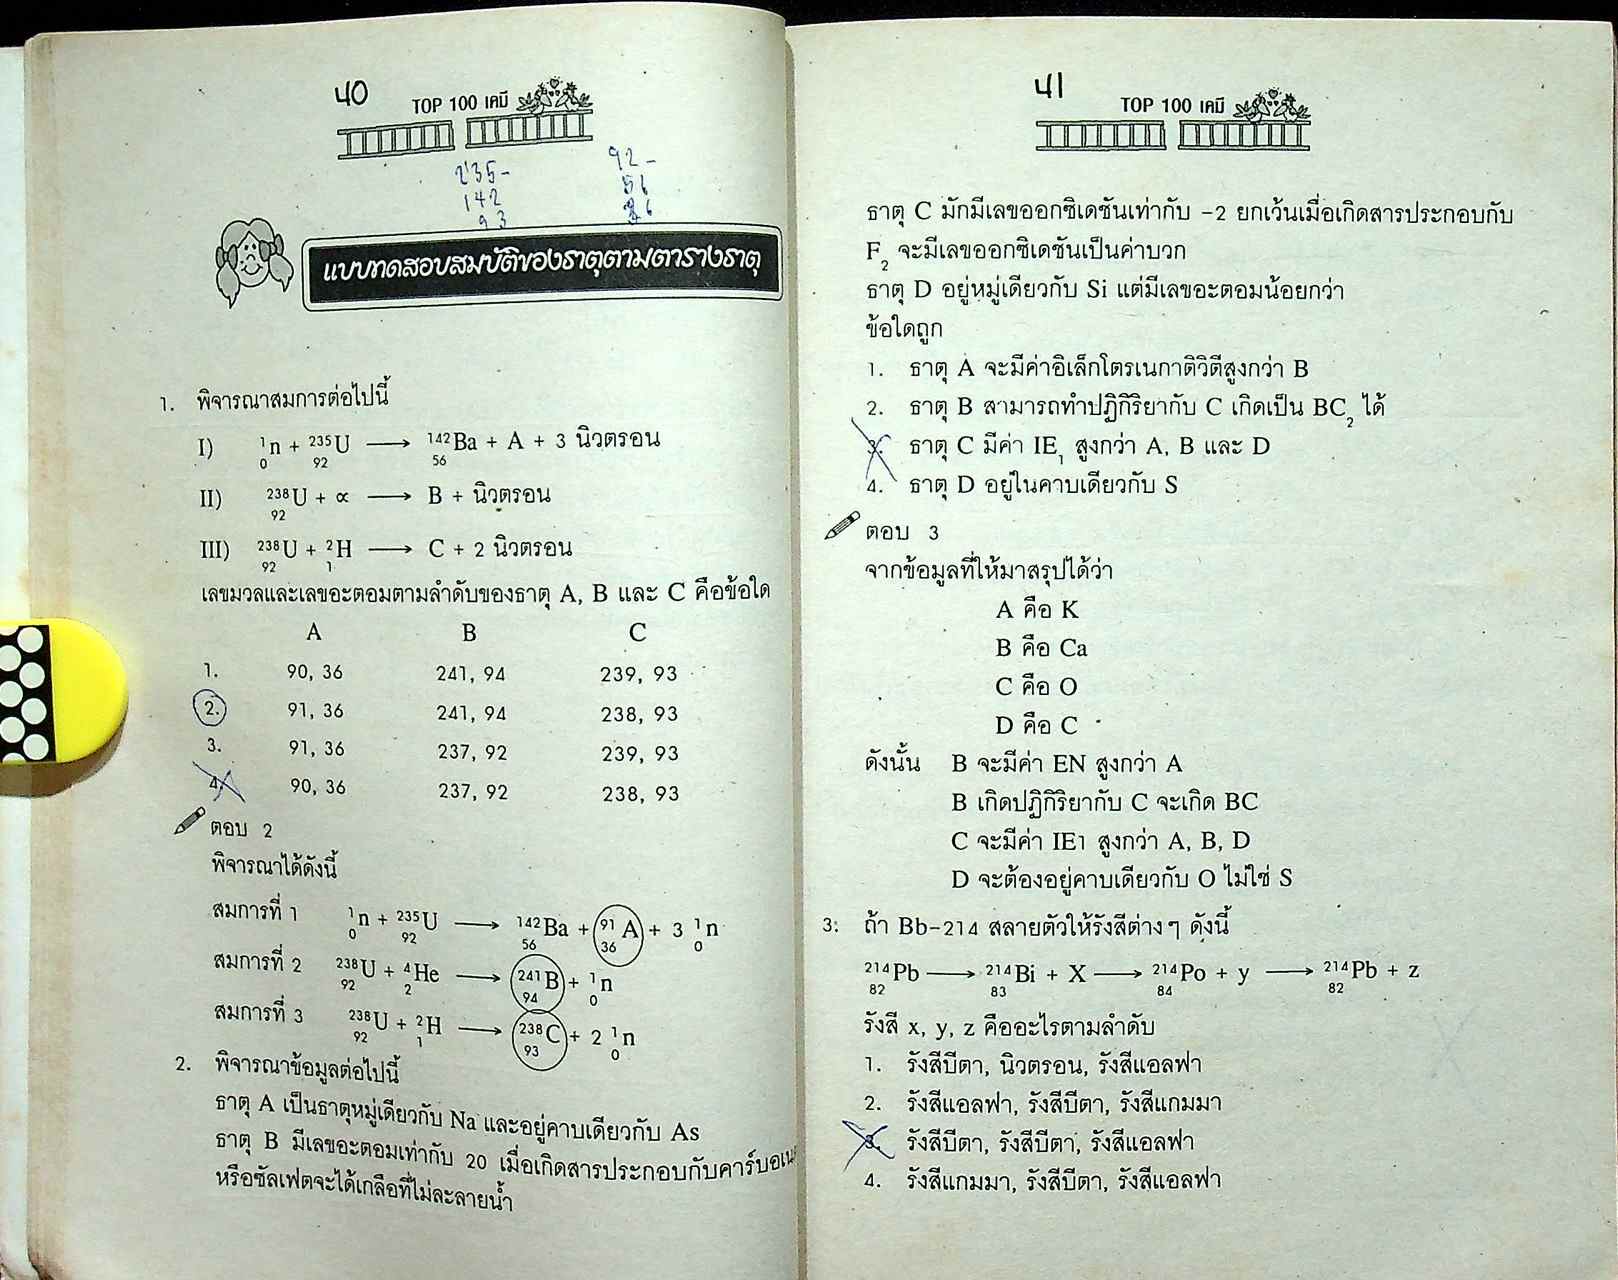 40
TOP 100 เคมี
235-
142
93
92-
56
36
แบบทดสอบสมบัติของธาตุตามตารางธาตุ
1. พิจารณาสมการต่อไปนี้
I) ¹₀n + ²³⁵₉₂U ⟶ ¹⁴²₅₆Ba + A + 3 นิวตรอน
II) ²³⁸₉₂U + ∝ ⟶ B + นิวตรอน
III) ²³⁸₉₂U + ²₁H ⟶ C + 2 นิวตรอน
เลขมวลและเลขอะตอมตามลำดับของธาตุ A, B และ C คือข้อใด
A B C
1. 90, 36 241, 94 239, 93
2. 91, 36 241, 94 238, 93
3. 91, 36 237, 92 239, 93
4. 90, 36 237, 92 238, 93
ตอบ 2
พิจารณาได้ดังนี้
สมการที่ 1 ¹₀n + ²³⁵₉₂U ⟶ ¹⁴²₅₆Ba + ⁹¹₃₆A + 3 ¹₀n
สมการที่ 2 ²³⁸₉₂U + ⁴₂He ⟶ ²⁴¹₉₄B + ¹₀n
สมการที่ 3 ²³⁸₉₂U + ²₁H ⟶ ²³⁸₉₃C + 2 ¹₀n
2. พิจารณาข้อมูลต่อไปนี้
ธาตุ A เป็นธาตุหมู่เดียวกับ Na และอยู่คาบเดียวกับ As
ธาตุ B มีเลขอะตอมเท่ากับ 20 เมื่อเกิดสารประกอบกับ
หรือซัลเฟตจะได้เกลือที่ไม่ละลายน้ำ
41
TOP 100 เคมี
ธาตุ C มักมีเลขออกซิเดชันเท่ากับ -2 ยกเว้นเมื่อเกิดสารประกอบกับ
F₂ จะมีเลขออกซิเดชันเป็นค่าบวก
ธาตุ D อยู่หมู่เดียวกับ Si แต่มีเลขอะตอมน้อยกว่า
ข้อใดถูก
1. ธาตุ A จะมีค่าอิเล็กโตรเนกาติวิตีสูงกว่า B
2. ธาตุ B สามารถทำปฏิกิริยากับ C เกิดเป็น BC₂ ได้
3. ธาตุ C มีค่า IE₁ สูงกว่า A, B และ D
4. ธาตุ D อยู่ในคาบเดียวกับ S
ตอบ 3
จากข้อมูลที่ให้มาสรุปได้ว่า
A คือ K
B คือ Ca
C คือ O
D คือ C
ดังนั้น B จะมีค่า EN สูงกว่า A
B เกิดปฏิกิริยากับ C จะเกิด BC
C จะมีค่า IE1 สูงกว่า A, B, D
D จะต้องอยู่คาบเดียวกับ O ไม่ใช่ S
3: ถ้า Bb-214 สลายตัวให้รังสีต่างๆ ดังนี้
²¹⁴₈₂Pb ⟶ ²¹⁴₈₃Bi + X ⟶ ²¹⁴₈₄Po + y ⟶ ²¹⁴₈₂Pb + z
รังสี x, y, z คืออะไรตามลำดับ
1. รังสีบีตา, นิวตรอน, รังสีแอลฟา
2. รังสีแอลฟา, รังสีบีตา, รังสีแกมมา
3. รังสีบีตา, รังสีบีตา, รังสีแอลฟา
4. รังสีแกมมา, รังสีบีตา, รังสีแอลฟา